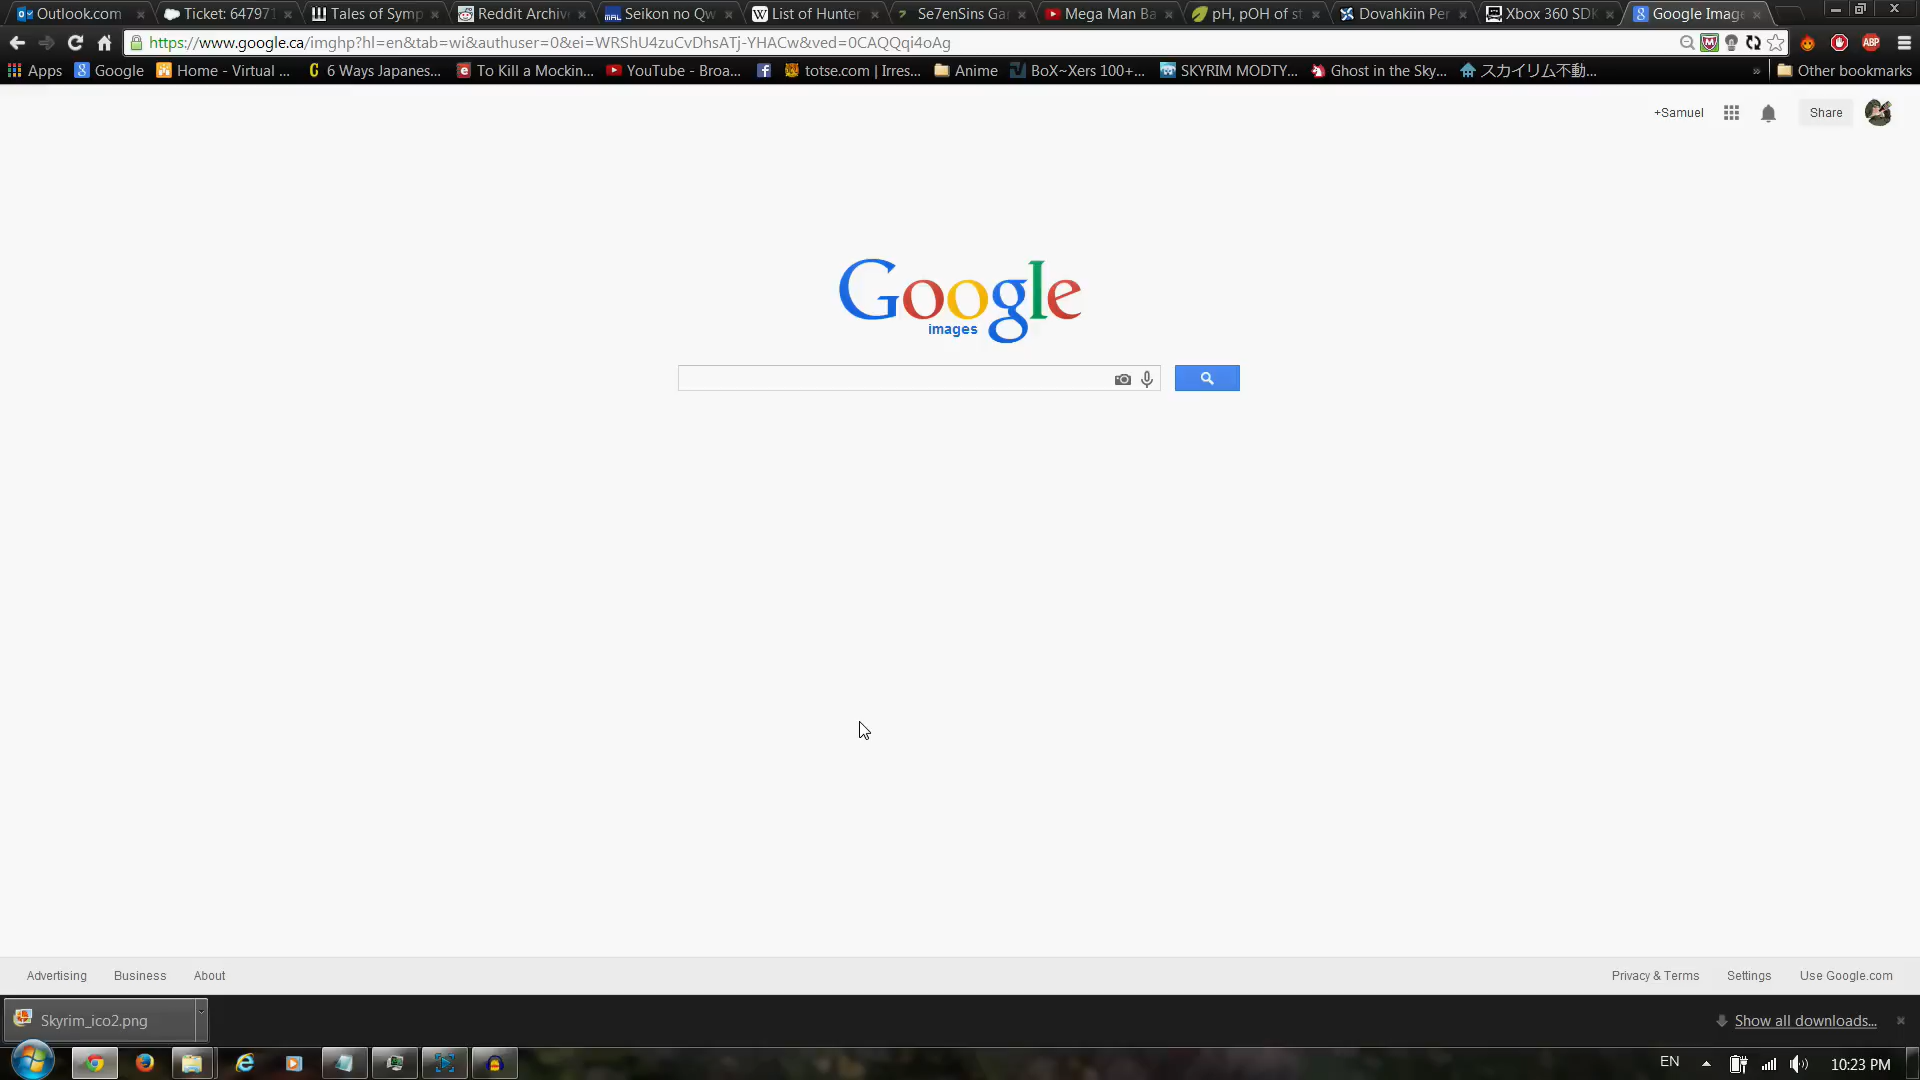 Outlook.com
Ticket: 647971
Tales of Symp
Reddit Archiv
Seikon no Qw
List of Hunter
Se7enSins Ga
Mega Man Ba
pH, pOH of st
Dovahkiin Per
Xbox 360 SDK
Google Imag
https://www.google.ca/imghp?hl=en&tab=wi&authuser=0&ei=WRShU4zuCvDhsATj-YHACw&ved=0CAQQqi4oAg
Apps
Google
Home - Virtual ...
6 Ways Japanes...
To Kill a Mockin...
YouTube - Broa...
totse.com | Irres...
Anime
BoX~Xers 100+...
SKYRIM MODTY...
Ghost in the Sky...
スカイリム不動...
Other bookmarks
+Samuel
Share
Google
images
Advertising
Business
About
Privacy & Terms
Settings
Use Google.com
Skyrim_ico2.png
Show all downloads...
EN
10:23 PM